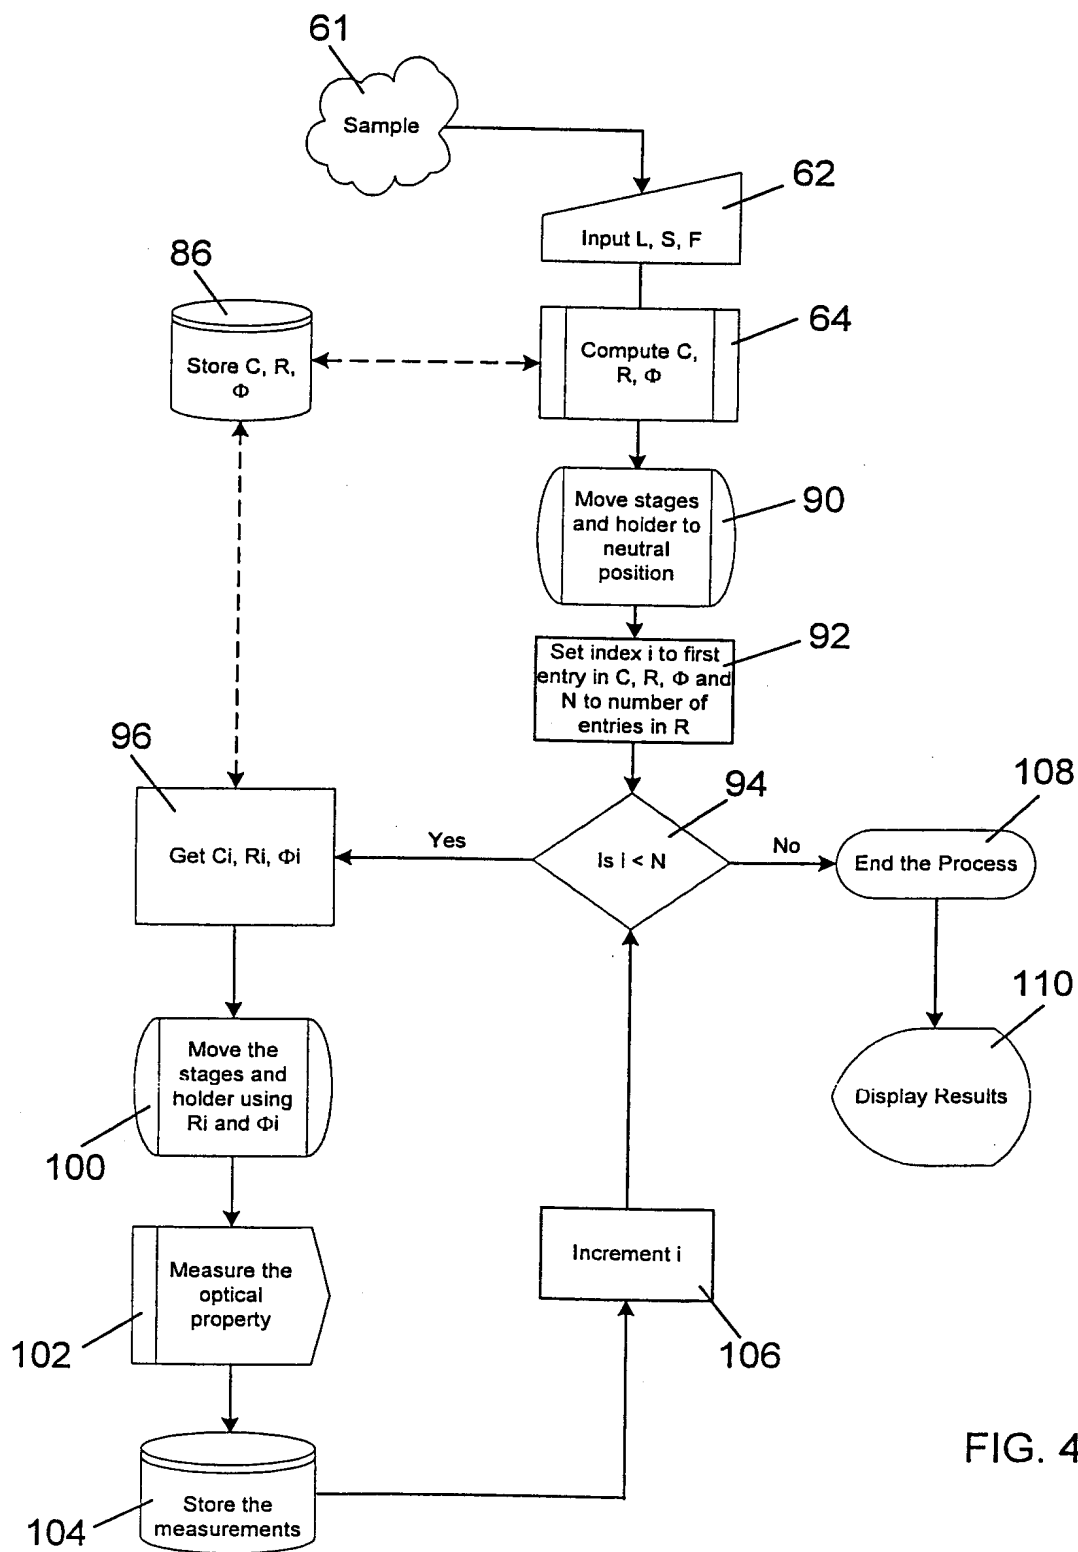 61
Sample
62
Input L, S, F
86
Store C, R,
Φ
64
Compute C,
R, Φ
90
Move stages
and holder to
neutral
position
92
Set index i to first
entry in C, R, Φ and
N to number of
entries in R
96
Get Ci, Ri, Φi
Yes
94
Is i < N
No
108
End the Process
110
Display Results
Move the
stages and
holder using
Ri and Φi
100
Measure the
optical
property
102
Increment i
106
Store the
measurements
104
FIG. 4